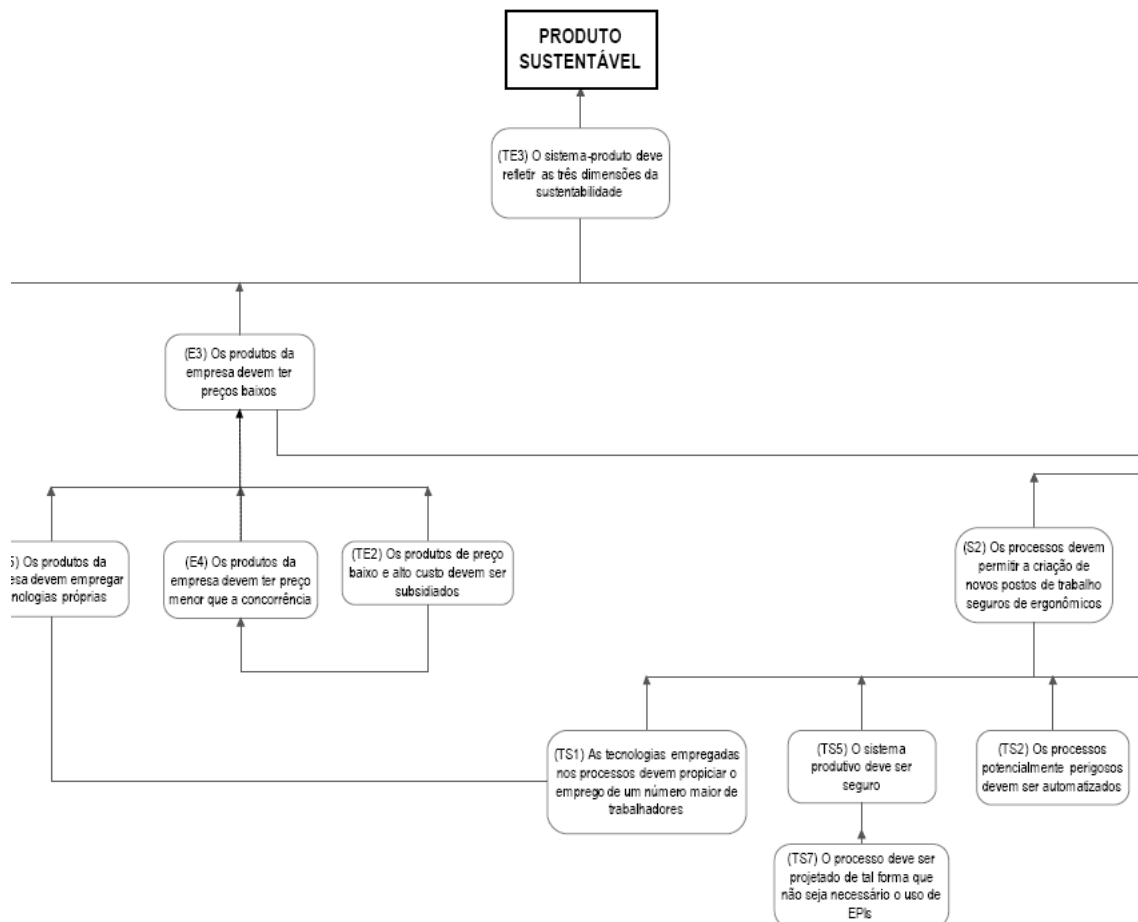 PRODUTO
SUSTENTÁVEL
(TE3) O sistema-produto deve
refletir as três dimensões da
sustentabilidade
(E3) Os produtos da
empresa devem ter
preços baixos
5) Os produtos da
esa devem empregar
nologias próprias
(E4) Os produtos da
empresa devem ter preço
menor que a concorrência
(TE2) Os produtos de preço
baixo e alto custo devem ser
subsidiados
(S2) Os processos devem
permitir a criação de
novos postos de trabalho
seguros de ergonômicos
(TS1) As tecnologias empregadas
nos processos devem propiciar o
emprego de um número maior de
trabalhadores
(TS5) O sistema
produtivo deve ser
seguro
(TS2) Os processos
potencialmente perigosos
devem ser automatizados
(TS7) O processo deve ser
projetado de tal forma que
não seja necessário o uso de
EPIs